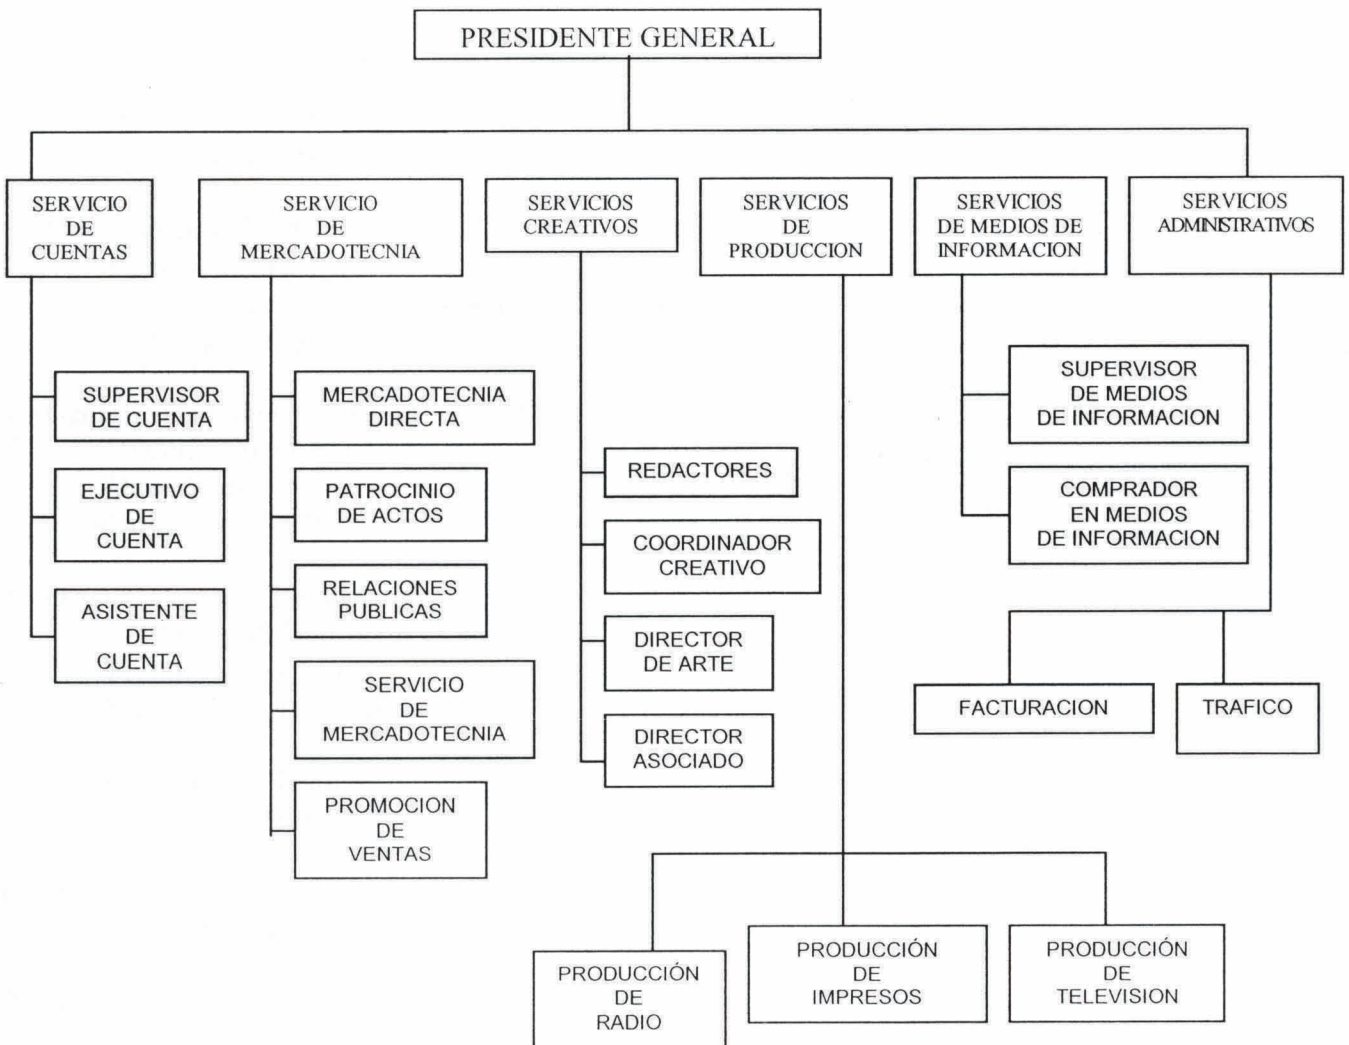 PRESIDENTE GENERAL
SERVICIO
DE
CUENTAS
SERVICIO
DE
MERCADOTECNIA
SERVICIOS
CREATIVOS
SERVICIOS
DE
PRODUCCION
SERVICIOS
DE MEDIOS DE
INFORMACION
SERVICIOS
ADMINISTRATIVOS
SUPERVISOR
DE CUENTA
EJECUTIVO
DE
CUENTA
ASISTENTE
DE
CUENTA
MERCADOTECNIA
DIRECTA
PATROCINIO
DE ACTOS
RELACIONES
PUBLICAS
SERVICIO
DE
MERCADOTECNIA
PROMOCION
DE
VENTAS
REDACTORES
COORDINADOR
CREATIVO
DIRECTOR
DE ARTE
DIRECTOR
ASOCIADO
SUPERVISOR
DE MEDIOS
DE INFORMACION
COMPRADOR
EN MEDIOS
DE INFORMACION
FACTURACION
TRAFICO
PRODUCCIÓN
DE
RADIO
PRODUCCIÓN
DE
IMPRESOS
PRODUCCIÓN
DE
TELEVISION